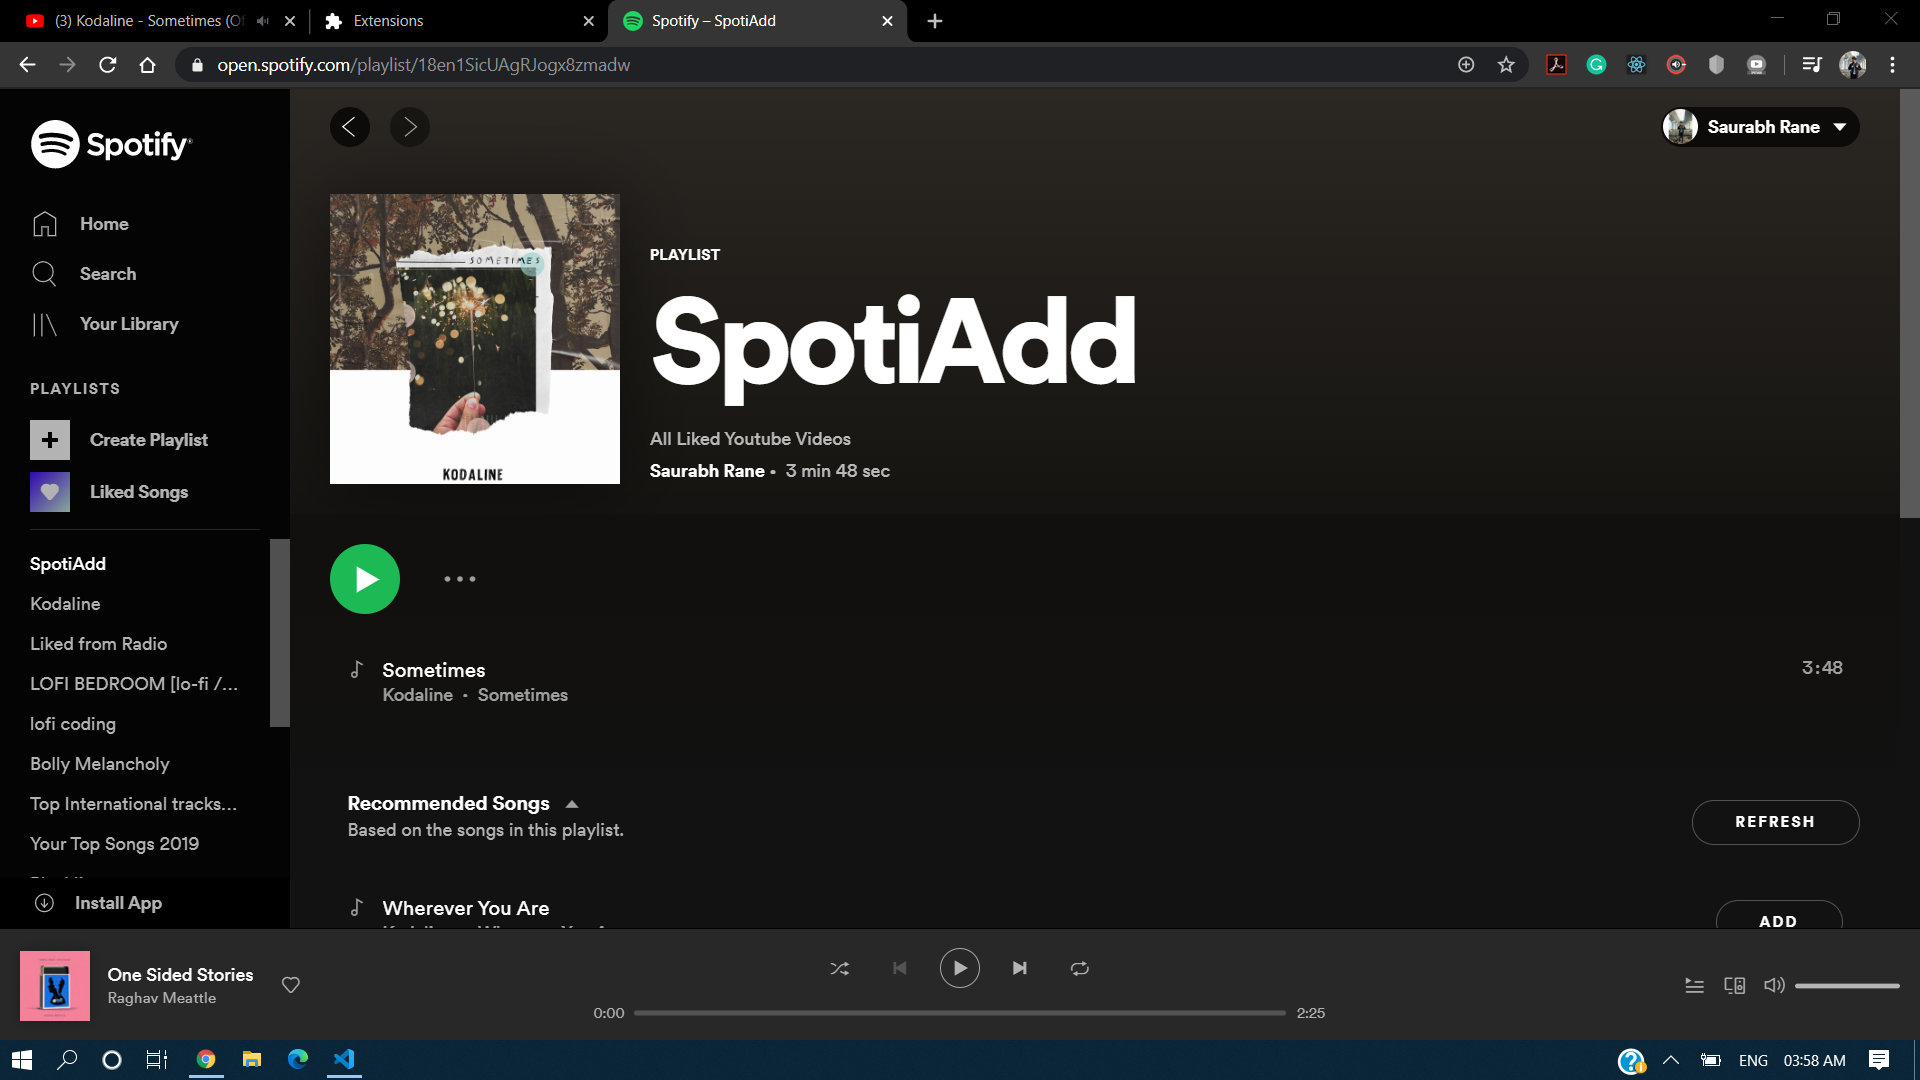 (3) Kodaline - Sometimes (Of
Extensions
Spotify – SpotiAdd
open.spotify.com/playlist/18en1SicUAgRJogx8zmadw
Spotify
Saurabh Rane
Home
Search
Your Library
PLAYLISTS
Create Playlist
Liked Songs
SpotiAdd
Kodaline
Liked from Radio
LOFI BEDROOM [lo-fi /...
lofi coding
Bolly Melancholy
Top International tracks...
Your Top Songs 2019
Install App
SOMETIMES
KODALINE
PLAYLIST
SpotiAdd
All Liked Youtube Videos
Saurabh Rane • 3 min 48 sec
Sometimes
3:48
Kodaline • Sometimes
Recommended Songs
Based on the songs in this playlist.
REFRESH
Wherever You Are
ADD
One Sided Stories
Raghav Meattle
0:00
2:25
ENG
03:58 AM